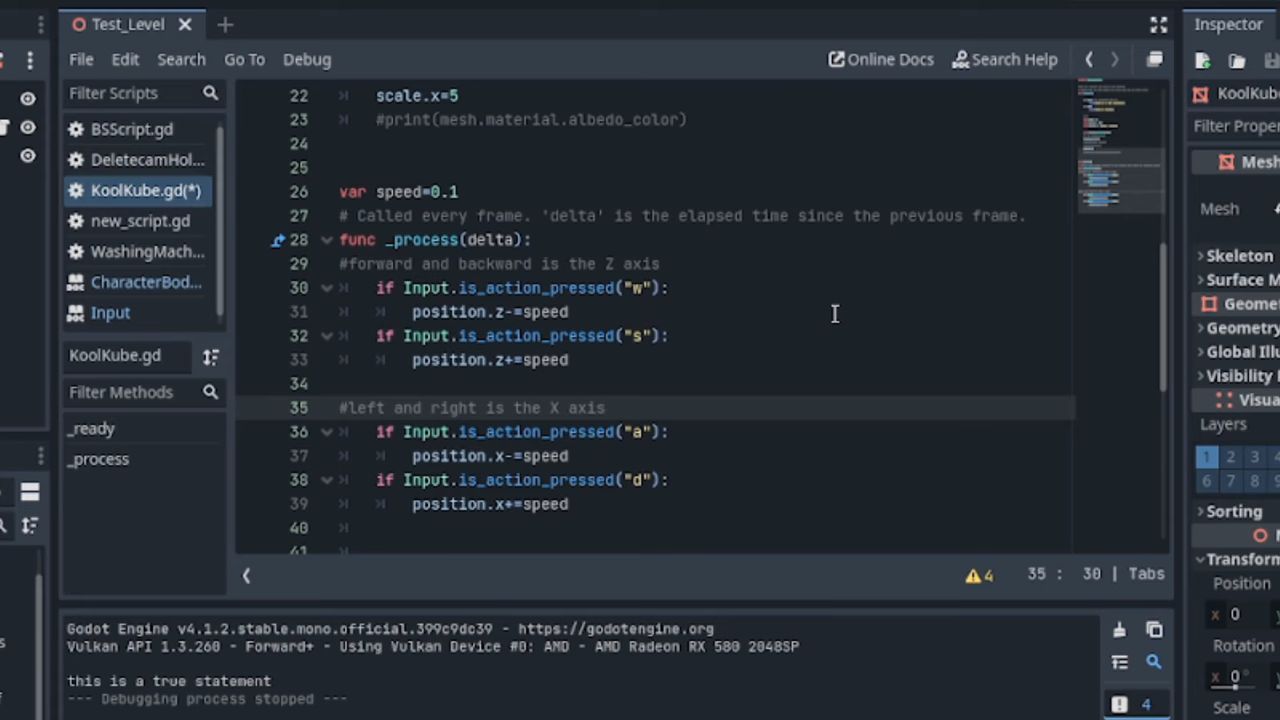 Test_Level
Inspector
File Edit Search Go To Debug
Online Docs
Search Help
Filter Scripts
BSScript.gd
DeletecamHol...
KoolKube.gd(*)
new_script.gd
WashingMach...
CharacterBod...
Input
KoolKube.gd
Filter Methods
_ready
_process
22 scale.x=5
23 #print(mesh.material.albedo_color)
24
25
26 var speed=0.1
27 # Called every frame. 'delta' is the elapsed time since the previous frame.
28 func _process(delta):
29 #forward and backward is the Z axis
30 if Input.is_action_pressed("w"):
31 position.z-=speed
32 if Input.is_action_pressed("s"):
33 position.z+=speed
34
35 #left and right is the X axis
36 if Input.is_action_pressed("a"):
37 position.x-=speed
38 if Input.is_action_pressed("d"):
39 position.x+=speed
40
41
4 35 : 30 | Tabs
Godot Engine v4.1.2.stable.mono.official.399c9dc39 - https://godotengine.org
Vulkan API 1.3.260 - Forward+ - Using Vulkan Device #0: AMD - AMD Radeon RX 580 2048SP
this is a true statement
--- Debugging process stopped ---
4
KoolKube
Filter Prope
Mesh
Mesh
Skeleton
Surface M
Geomet
Geometry
Global Illu
Visibility
Visua
Layers
1 2 3 4
6 7 8 9
Sorting
Transform
Position
x 0
Rotation
x 0°
Scale